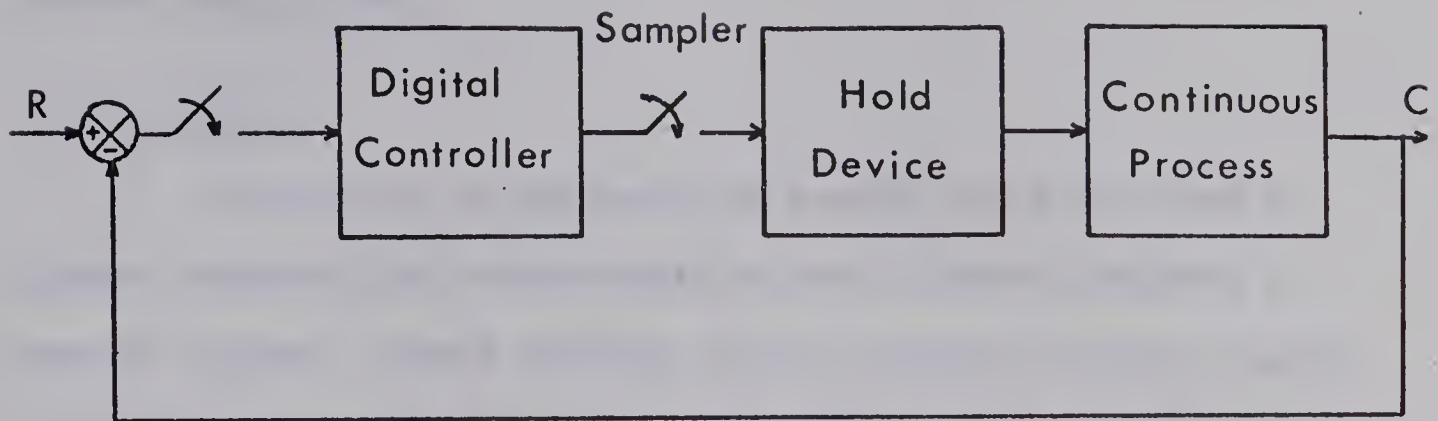 Sampler
R
+
-
Digital
Controller
Hold
Device
Continuous
Process
C